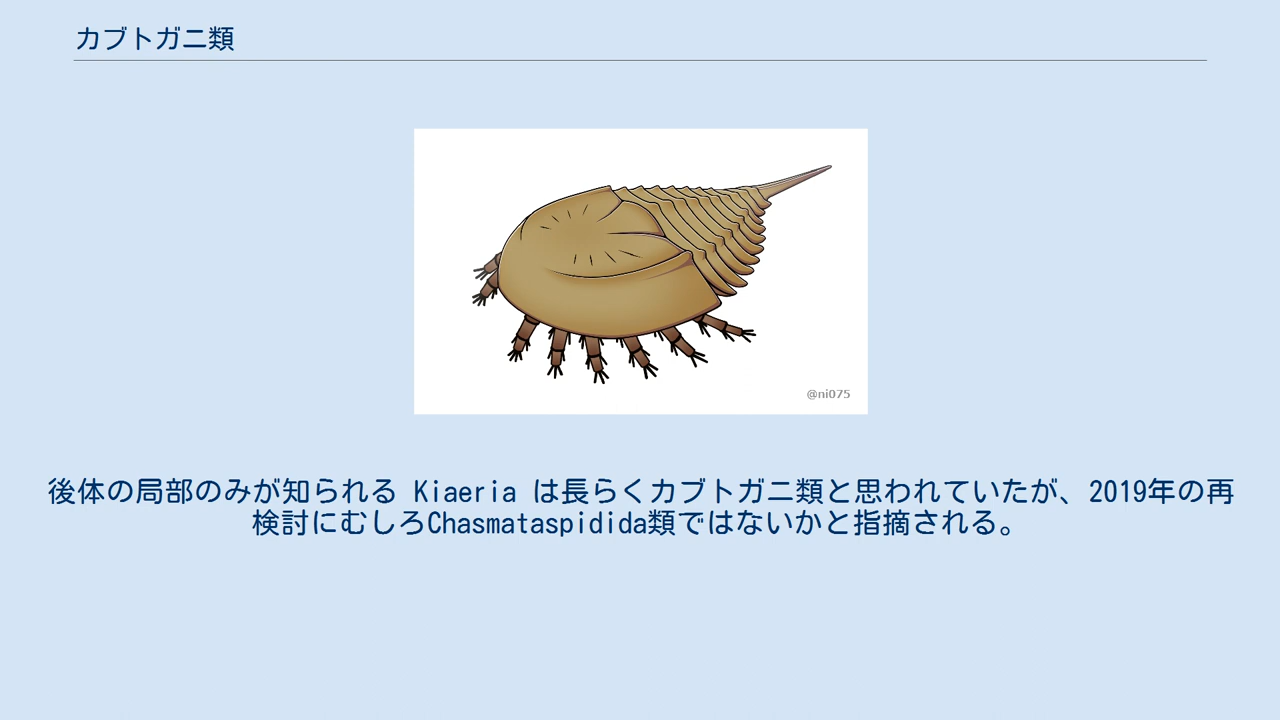 カブトガニ類
@ni075
後体の局部のみが知られる Kiaeria は長らくカブトガニ類と思われていたが、2019年の再
検討にむしろChasmataspidida類ではないかと指摘される。